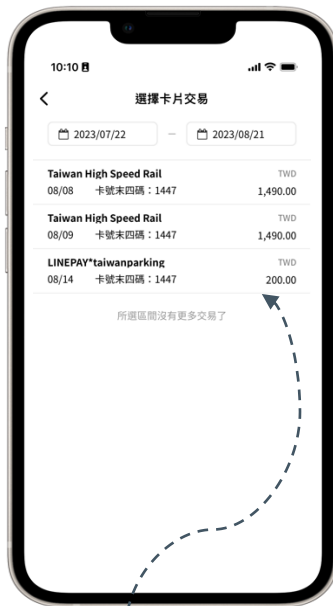 10:10
選擇卡片交易
2023/07/22 – 2023/08/21
Taiwan High Speed Rail TWD
08/08 卡號末四碼：1447 1,490.00
Taiwan High Speed Rail TWD
08/09 卡號末四碼：1447 1,490.00
LINEPAY*taiwanparking TWD
08/14 卡號末四碼：1447 200.00
所選區間沒有更多交易了